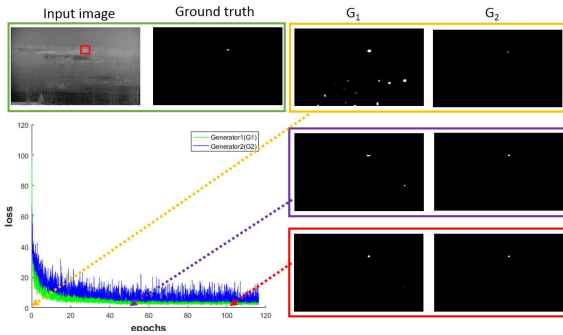 Input image
Ground truth
G₁
G₂
120
100
80
60
40
20
0
loss
Generator1(G1)
Generator2(G2)
0
20
40
60
80
100
120
epochs